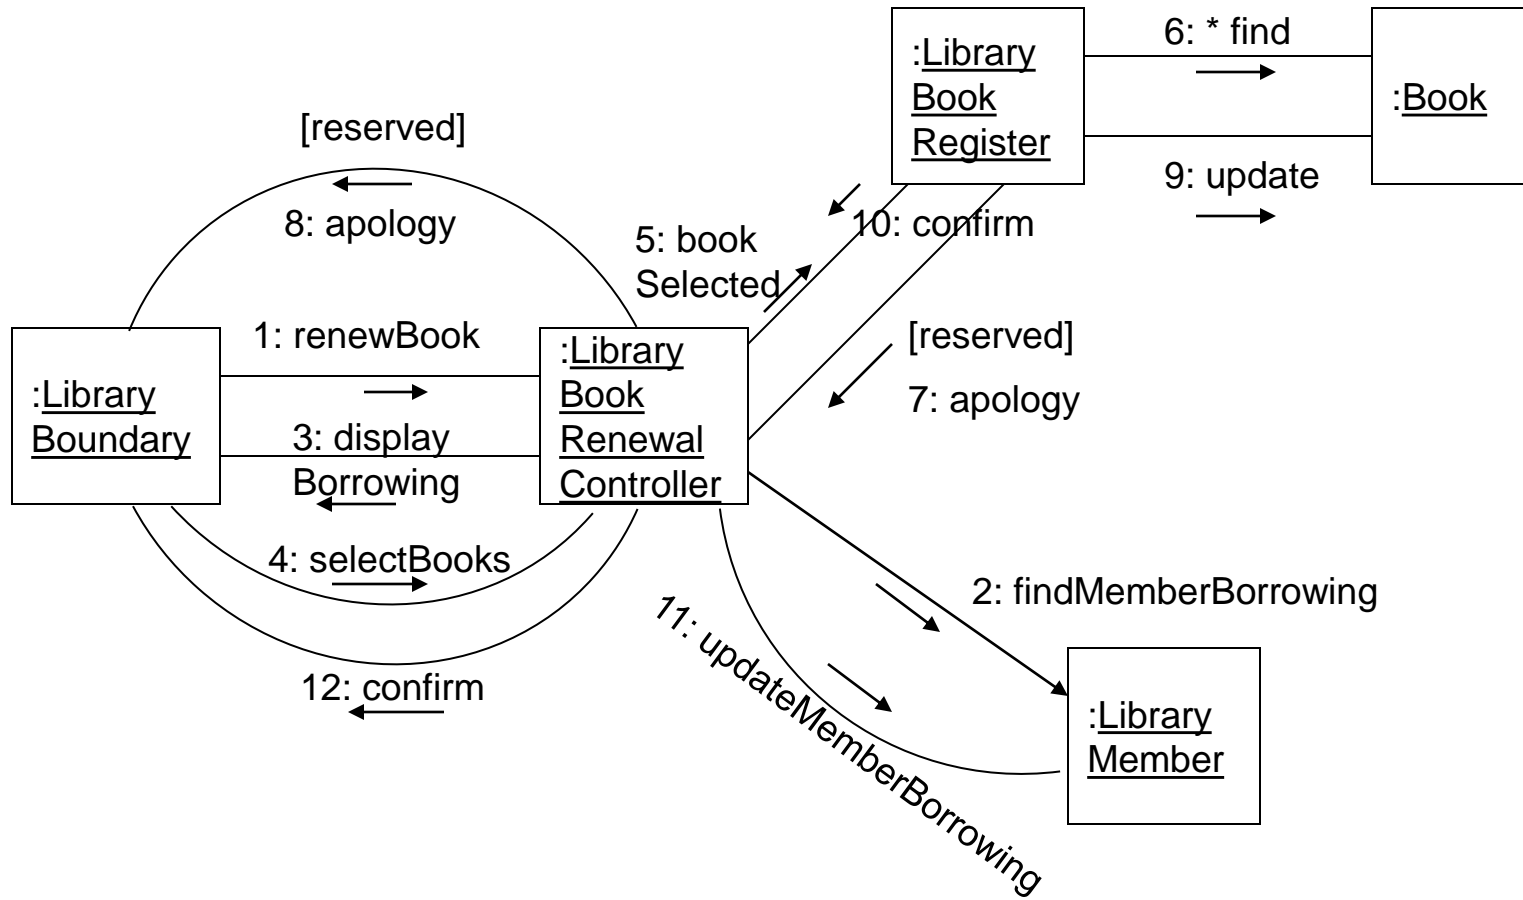 6: * find
:Library
Book
Register
:Book
[reserved]
9: update
8: apology
10: confirm
5: book
Selected
1: renewBook
[reserved]
:Library
Book
Renewal
Controller
:Library
Boundary
7: apology
3: display
Borrowing
4: selectBooks
2: findMemberBorrowing
11: updateMemberBorrowing
12: confirm
:Library
Member